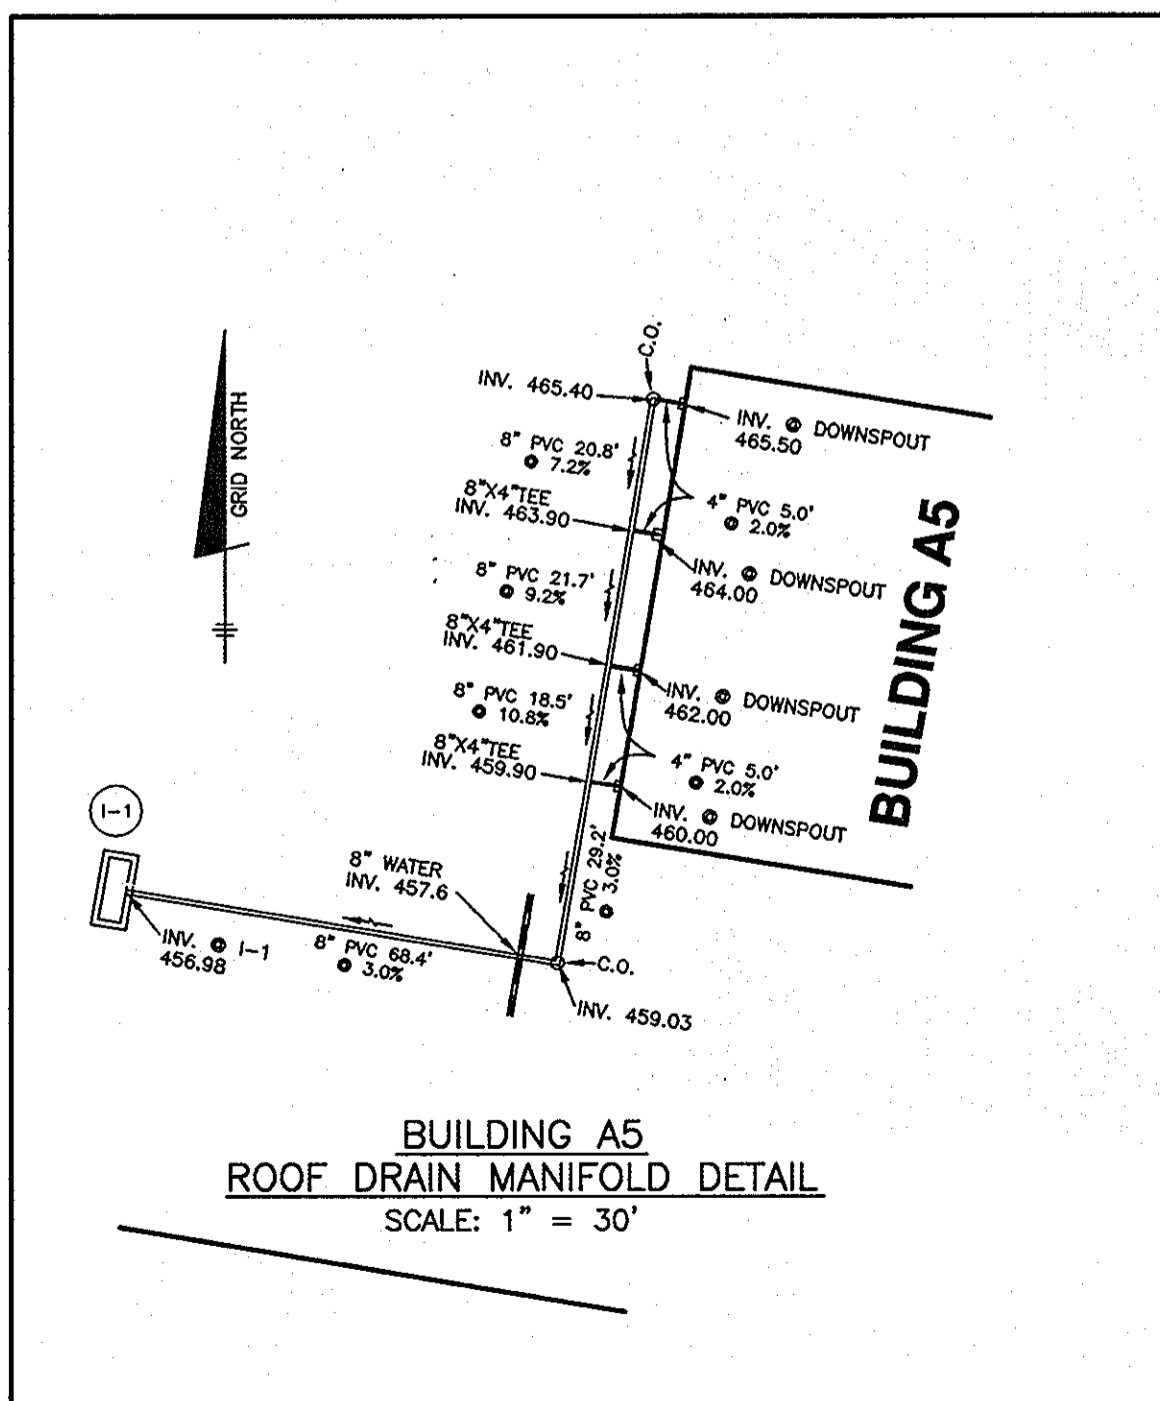 C.O.
INV. 465.40
INV. @ DOWNSPOUT
465.50
8" PVC 20.8'
@ 7.2%
8"X4"TEE
INV. 463.90
4" PVC 5.0'
@ 2.0%
INV. @ DOWNSPOUT
464.00
GRID NORTH
8" PVC 21.7'
@ 9.2%
8"X4"TEE
INV. 461.90
INV. @ DOWNSPOUT
462.00
8" PVC 18.5'
@ 10.8%
8"X4"TEE
INV. 459.90
4" PVC 5.0'
@ 2.0%
INV. @ DOWNSPOUT
460.00
BUILDING A5
I-1
8" WATER
INV. 457.6
8" PVC 29.2'
@ 3.0%
INV. @ I-1
456.98
8" PVC 68.4'
@ 3.0%
C.O.
INV. 459.03
BUILDING A5
ROOF DRAIN MANIFOLD DETAIL
SCALE: 1" = 30'